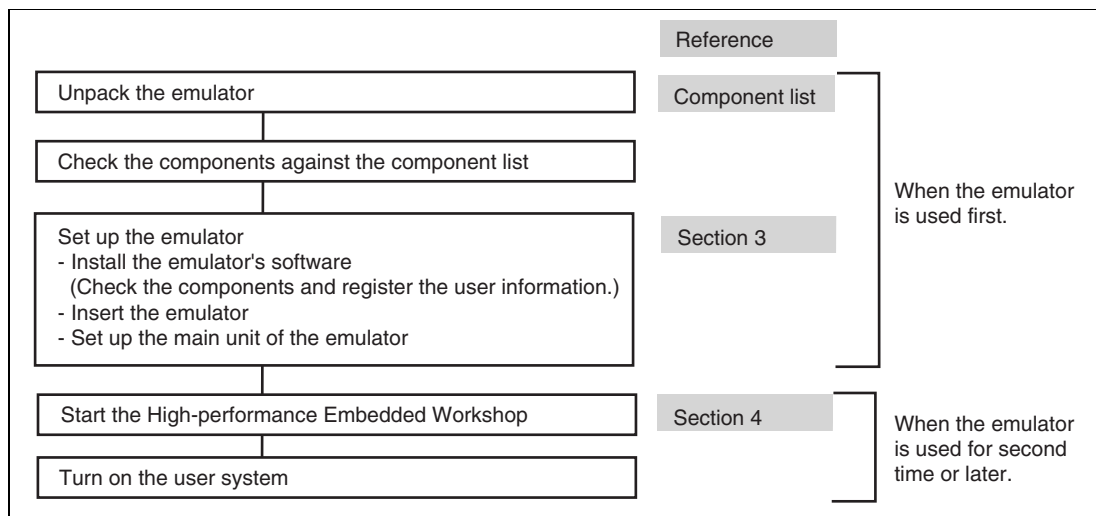 Reference
Unpack the emulator
Component list
Check the components against the component list
When the emulator
is used first.
Set up the emulator
- Install the emulator's software
(Check the components and register the user information.)
- Insert the emulator
- Set up the main unit of the emulator
Section 3
Start the High-performance Embedded Workshop
Section 4
When the emulator
is used for second
time or later.
Turn on the user system